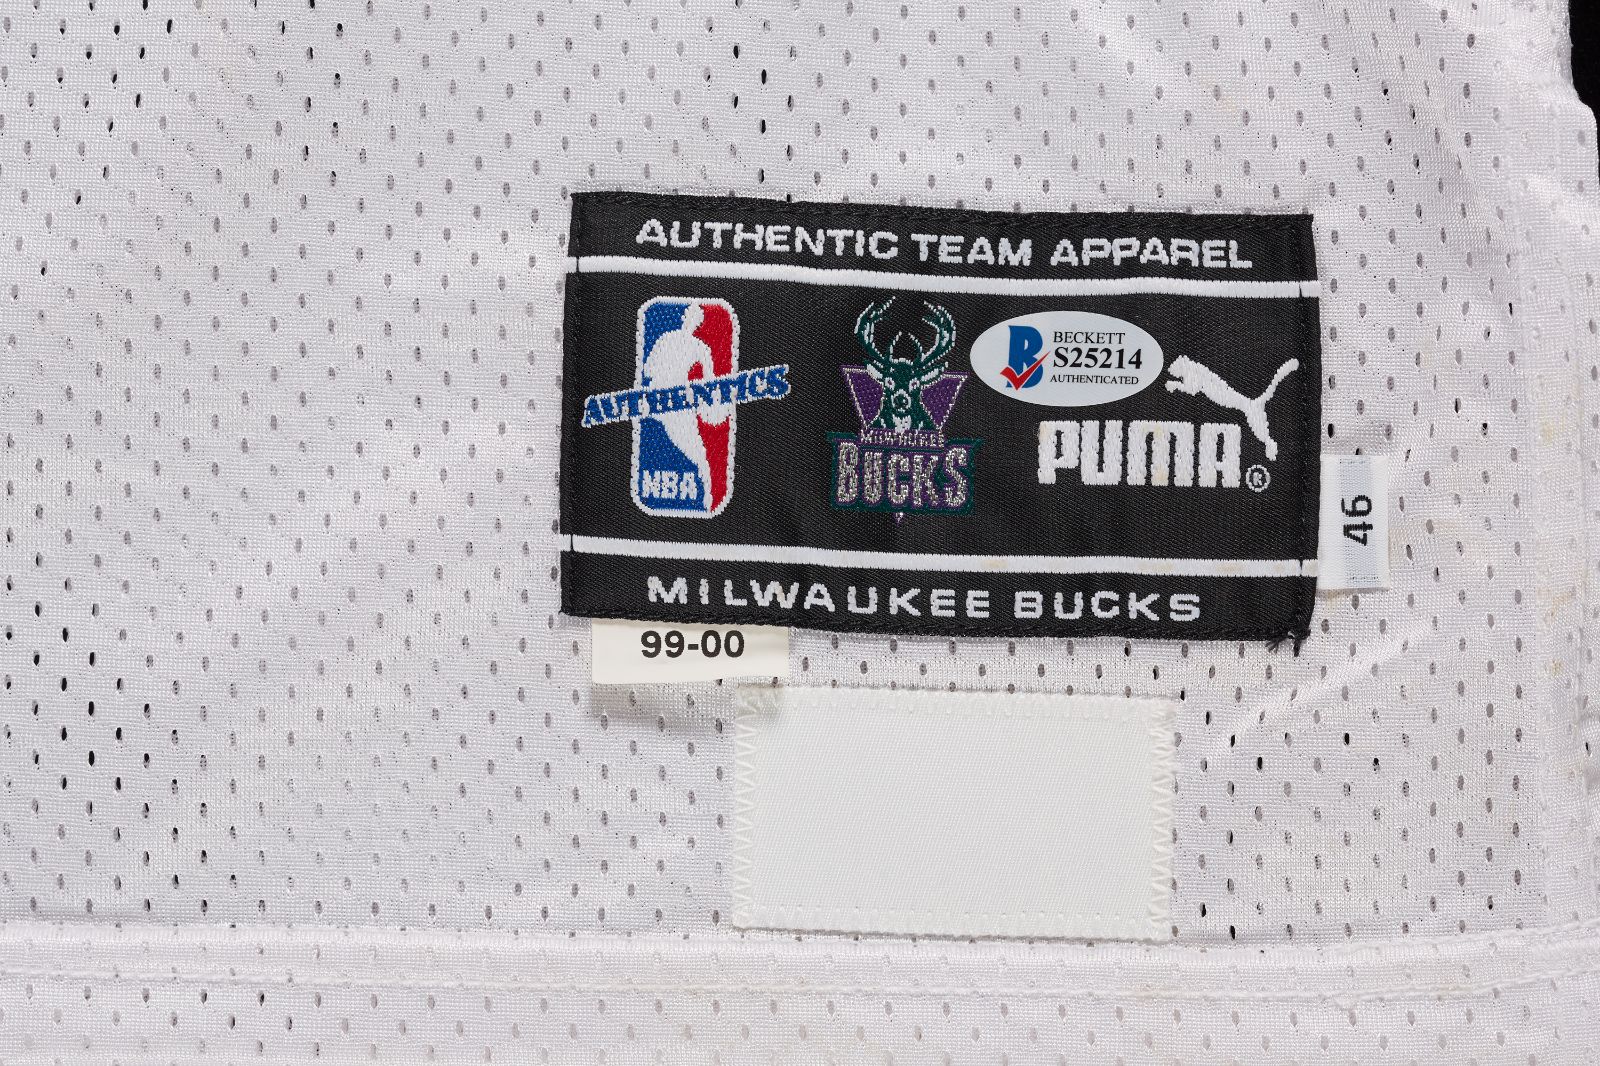 AUTHENTIC TEAM APPAREL
AUTHENTICS
NBA
MILWAUKEE
BUCKS
BECKETT
S25214
AUTHENTICATED
PUMA®
46
MILWAUKEE BUCKS
99-00